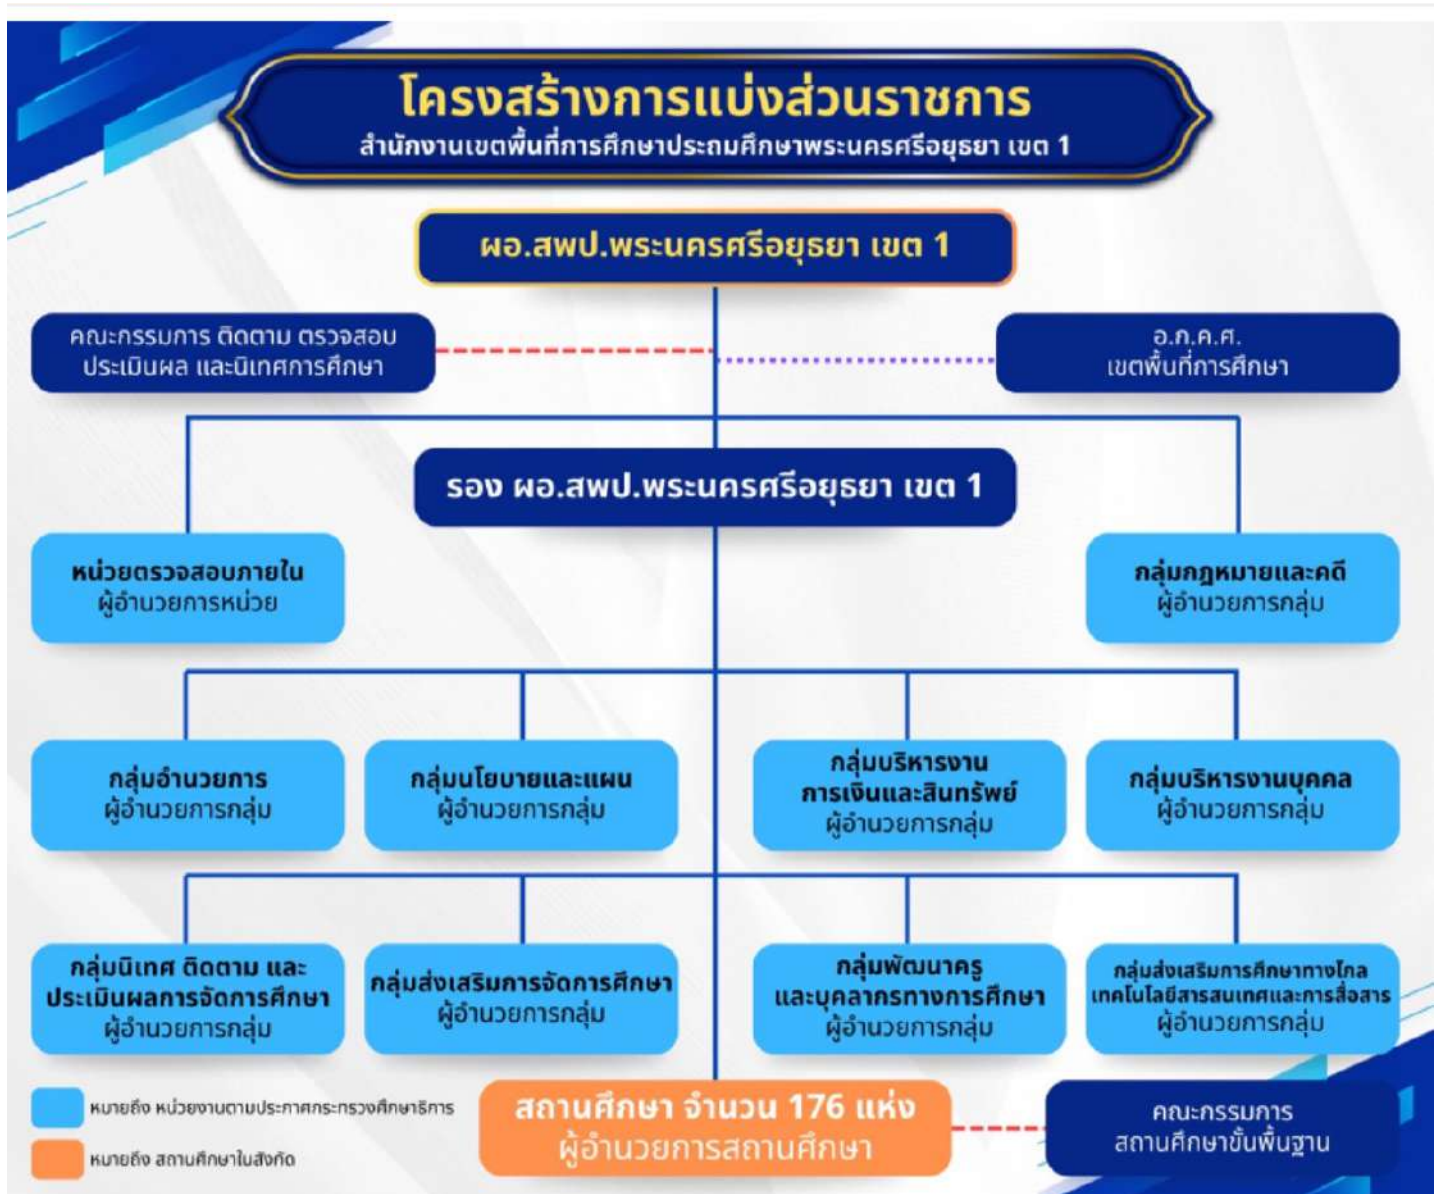 โครงสร้างการแบ่งส่วนราชการ
สำนักงานเขตพื้นที่การศึกษาประถมศึกษาพระนครศรีอยุธยา เขต 1
ผอ.สพป.พระนครศรีอยุธยา เขต 1
คณะกรรมการ ติดตาม ตรวจสอบ
ประเมินผล และนิเทศการศึกษา
อ.ก.ค.ศ.
เขตพื้นที่การศึกษา
รอง ผอ.สพป.พระนครศรีอยุธยา เขต 1
หน่วยตรวจสอบภายใน
ผู้อำนวยการหน่วย
กลุ่มกฎหมายและคดี
ผู้อำนวยการกลุ่ม
กลุ่มอำนวยการ
ผู้อำนวยการกลุ่ม
กลุ่มนโยบายและแผน
ผู้อำนวยการกลุ่ม
กลุ่มบริหารงาน
การเงินและสินทรัพย์
ผู้อำนวยการกลุ่ม
กลุ่มบริหารงานบุคคล
ผู้อำนวยการกลุ่ม
กลุ่มนิเทศ ติดตาม และ
ประเมินผลการจัดการศึกษา
ผู้อำนวยการกลุ่ม
กลุ่มส่งเสริมการจัดการศึกษา
ผู้อำนวยการกลุ่ม
กลุ่มพัฒนาครู
และบุคลากรทางการศึกษา
ผู้อำนวยการกลุ่ม
กลุ่มส่งเสริมการศึกษาทางไกล
เทคโนโลยีสารสนเทศและการสื่อสาร
ผู้อำนวยการกลุ่ม
หมายถึง หน่วยงานตามประกาศกระทรวงศึกษาธิการ
หมายถึง สถานศึกษาในสังกัด
สถานศึกษา จำนวน 176 แห่ง
ผู้อำนวยการสถานศึกษา
คณะกรรมการ
สถานศึกษาขั้นพื้นฐาน